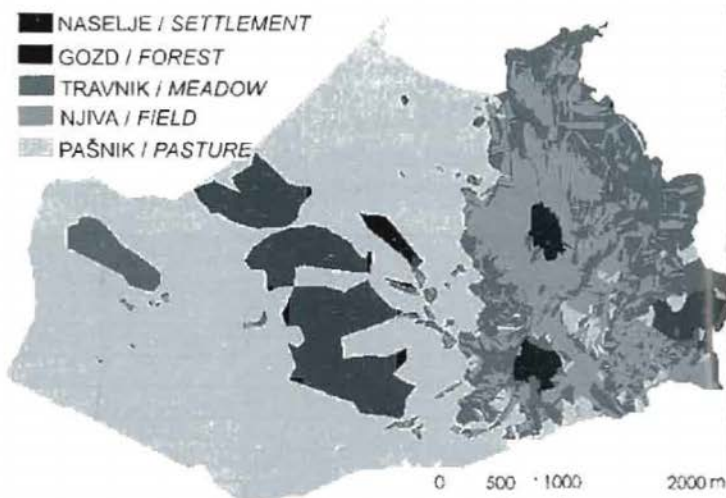 NASELJE / SETTLEMENT
GOZD / FOREST
TRAVNIK / MEADOW
NJIVA / FIELD
PAŠNIK / PASTURE
0 500 1000 2000 m